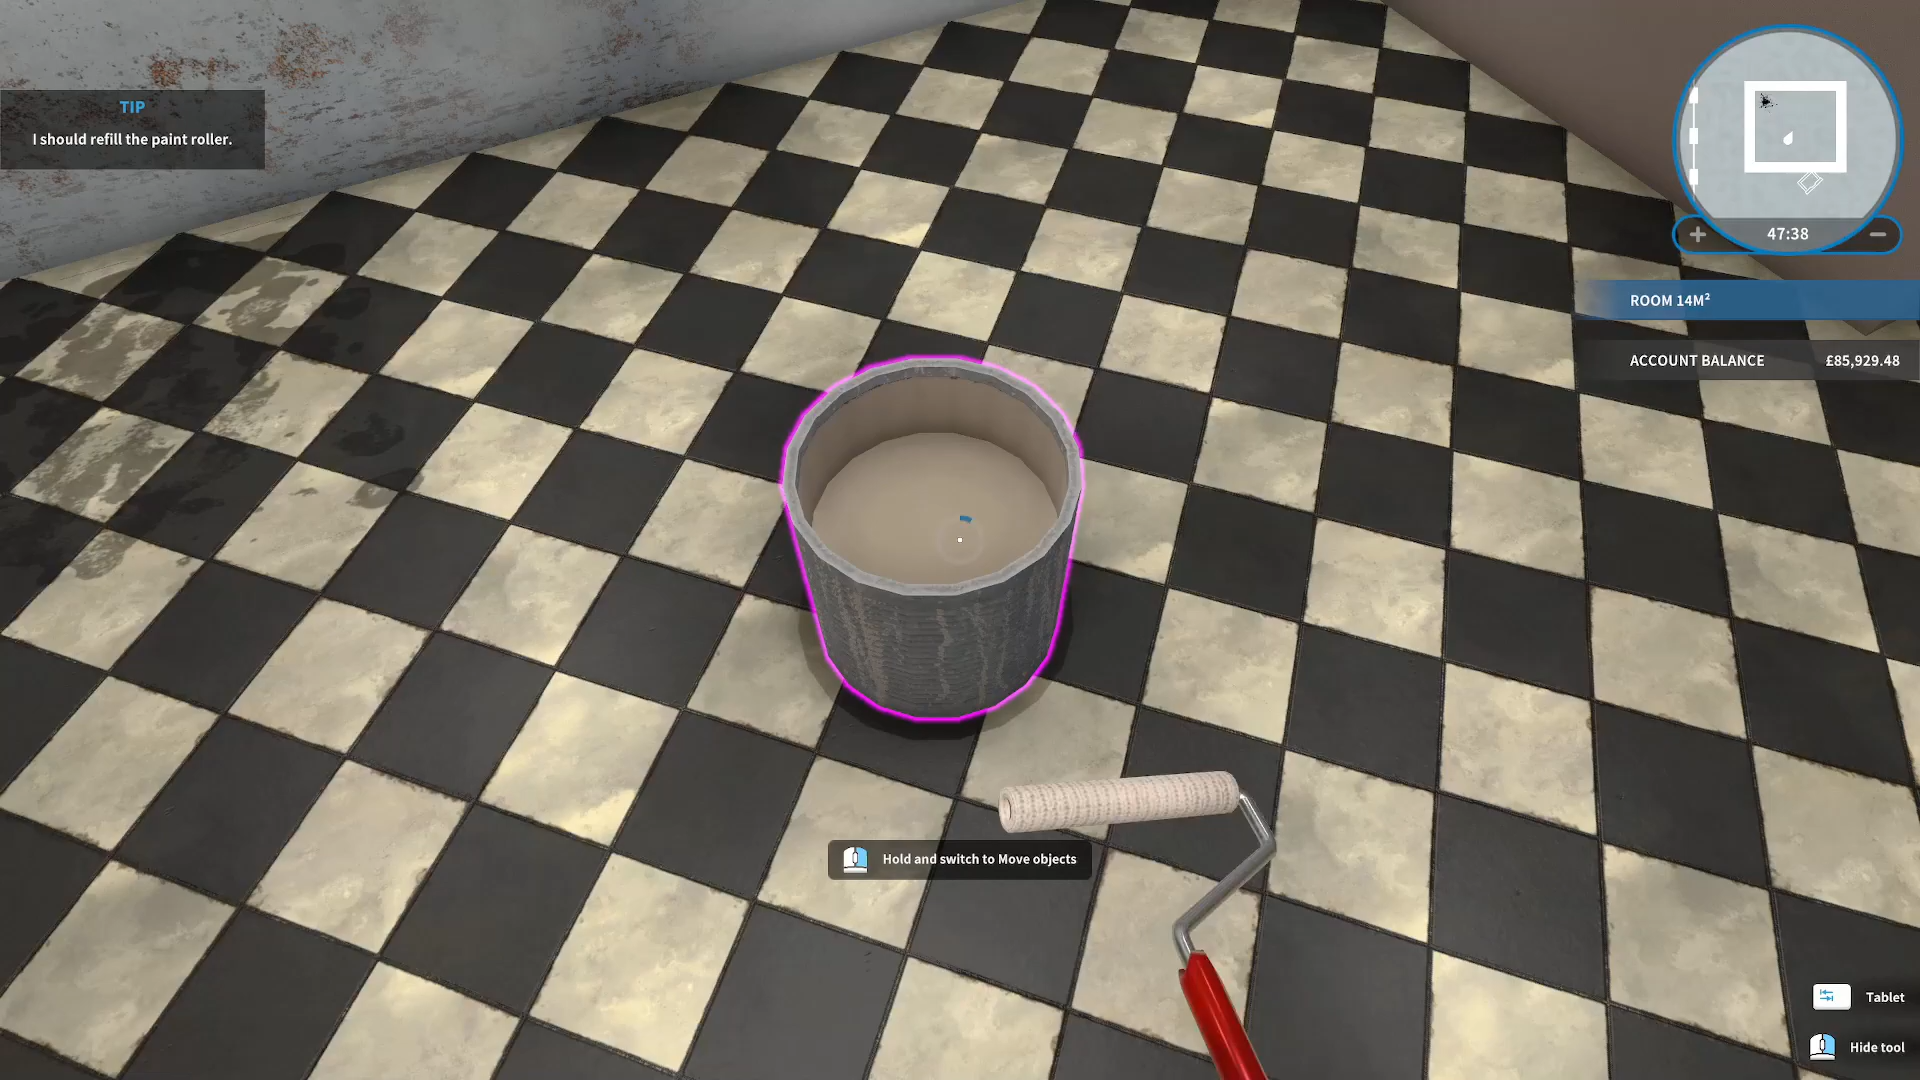 TIP
I should refill the paint roller.
47:38
ROOM 14M²
ACCOUNT BALANCE £85,929.48
Hold and switch to Move objects
Tablet
Hide tool